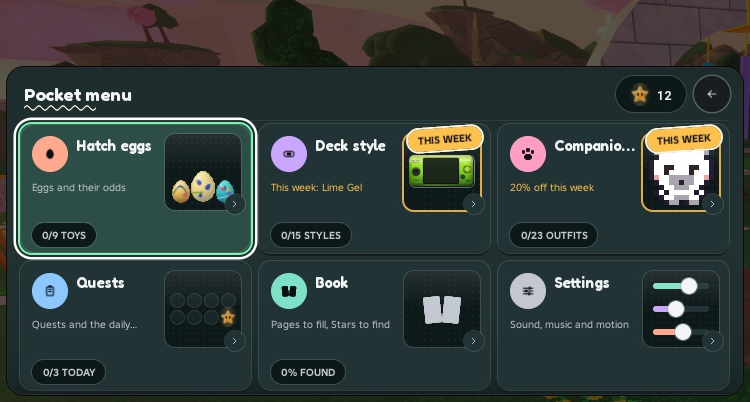 Pocket menu
12
Hatch eggs
Eggs and their odds
0/9 TOYS
Deck style
THIS WEEK
This week: Lime Gel
0/15 STYLES
Companio...
THIS WEEK
20% off this week
0/23 OUTFITS
Quests
Quests and the daily...
0/3 TODAY
Book
Pages to fill, Stars to find
0% FOUND
Settings
Sound, music and motion